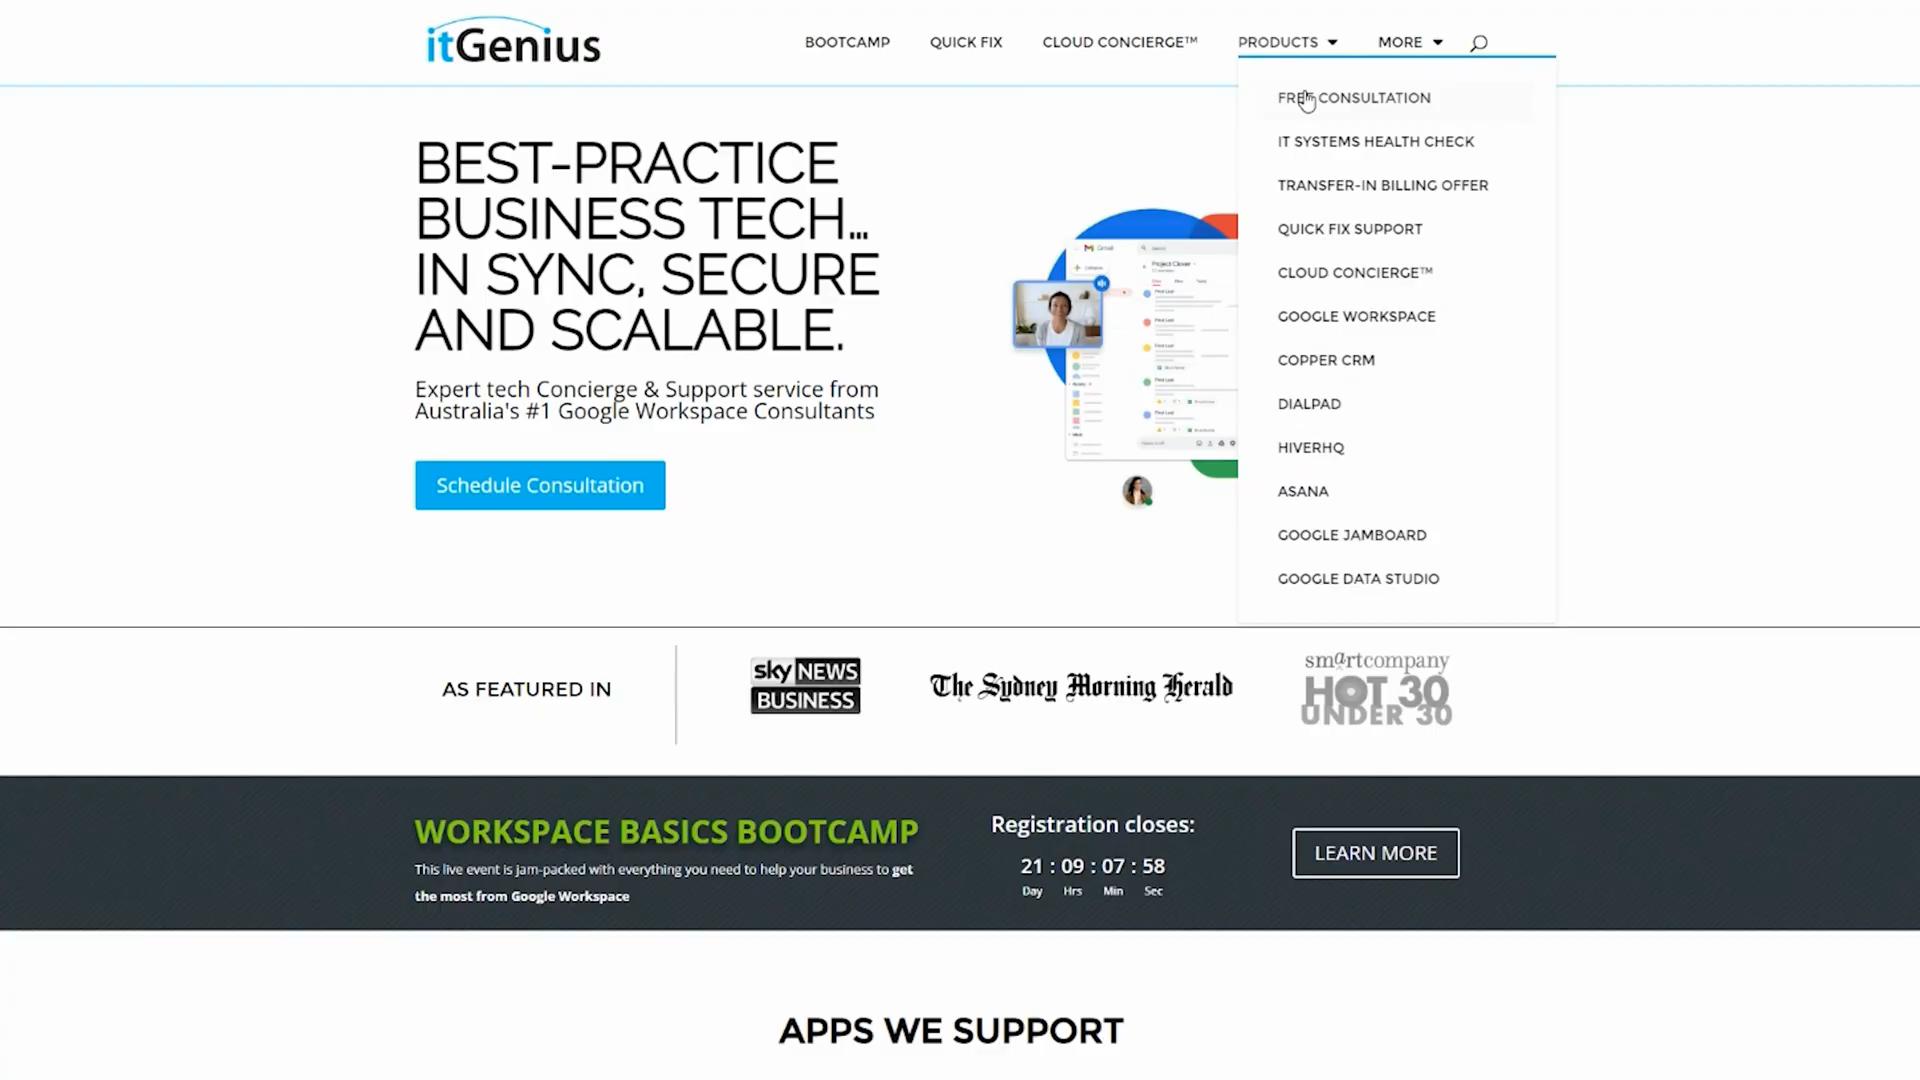 itGenius
BOOTCAMP
QUICK FIX
CLOUD CONCIERGE™
PRODUCTS
MORE
FREE CONSULTATION
IT SYSTEMS HEALTH CHECK
TRANSFER-IN BILLING OFFER
QUICK FIX SUPPORT
CLOUD CONCIERGE™
GOOGLE WORKSPACE
COPPER CRM
DIALPAD
HIVERHQ
ASANA
GOOGLE JAMBOARD
GOOGLE DATA STUDIO
BEST-PRACTICE
BUSINESS TECH...
IN SYNC, SECURE
AND SCALABLE.
Expert tech Concierge & Support service from
Australia's #1 Google Workspace Consultants
Schedule Consultation
Gmail
Project Clover
AS FEATURED IN
sky NEWS
BUSINESS
The Sydney Morning Herald
smartcompany
HOT 30
UNDER 30
WORKSPACE BASICS BOOTCAMP
This live event is jam-packed with everything you need to help your business to get
the most from Google Workspace
Registration closes:
21 : 09 : 07 : 58
Day Hrs Min Sec
LEARN MORE
APPS WE SUPPORT